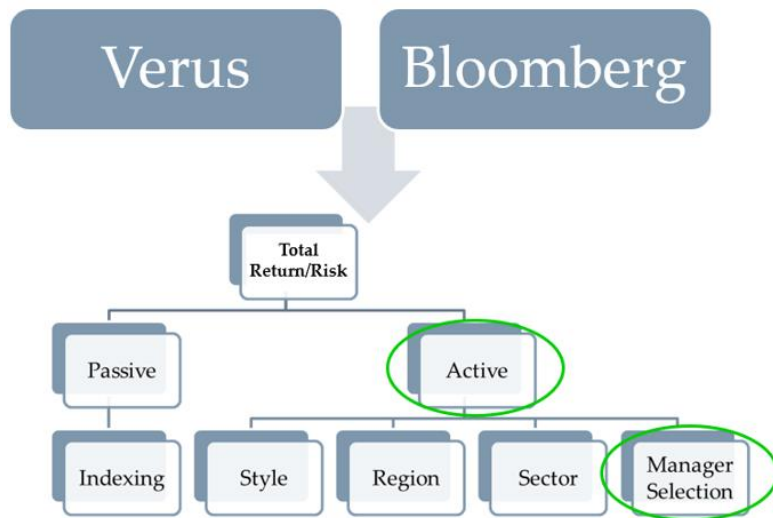 Verus
Bloomberg
Total
Return/Risk
Passive
Active
Indexing
Style
Region
Sector
Manager
Selection